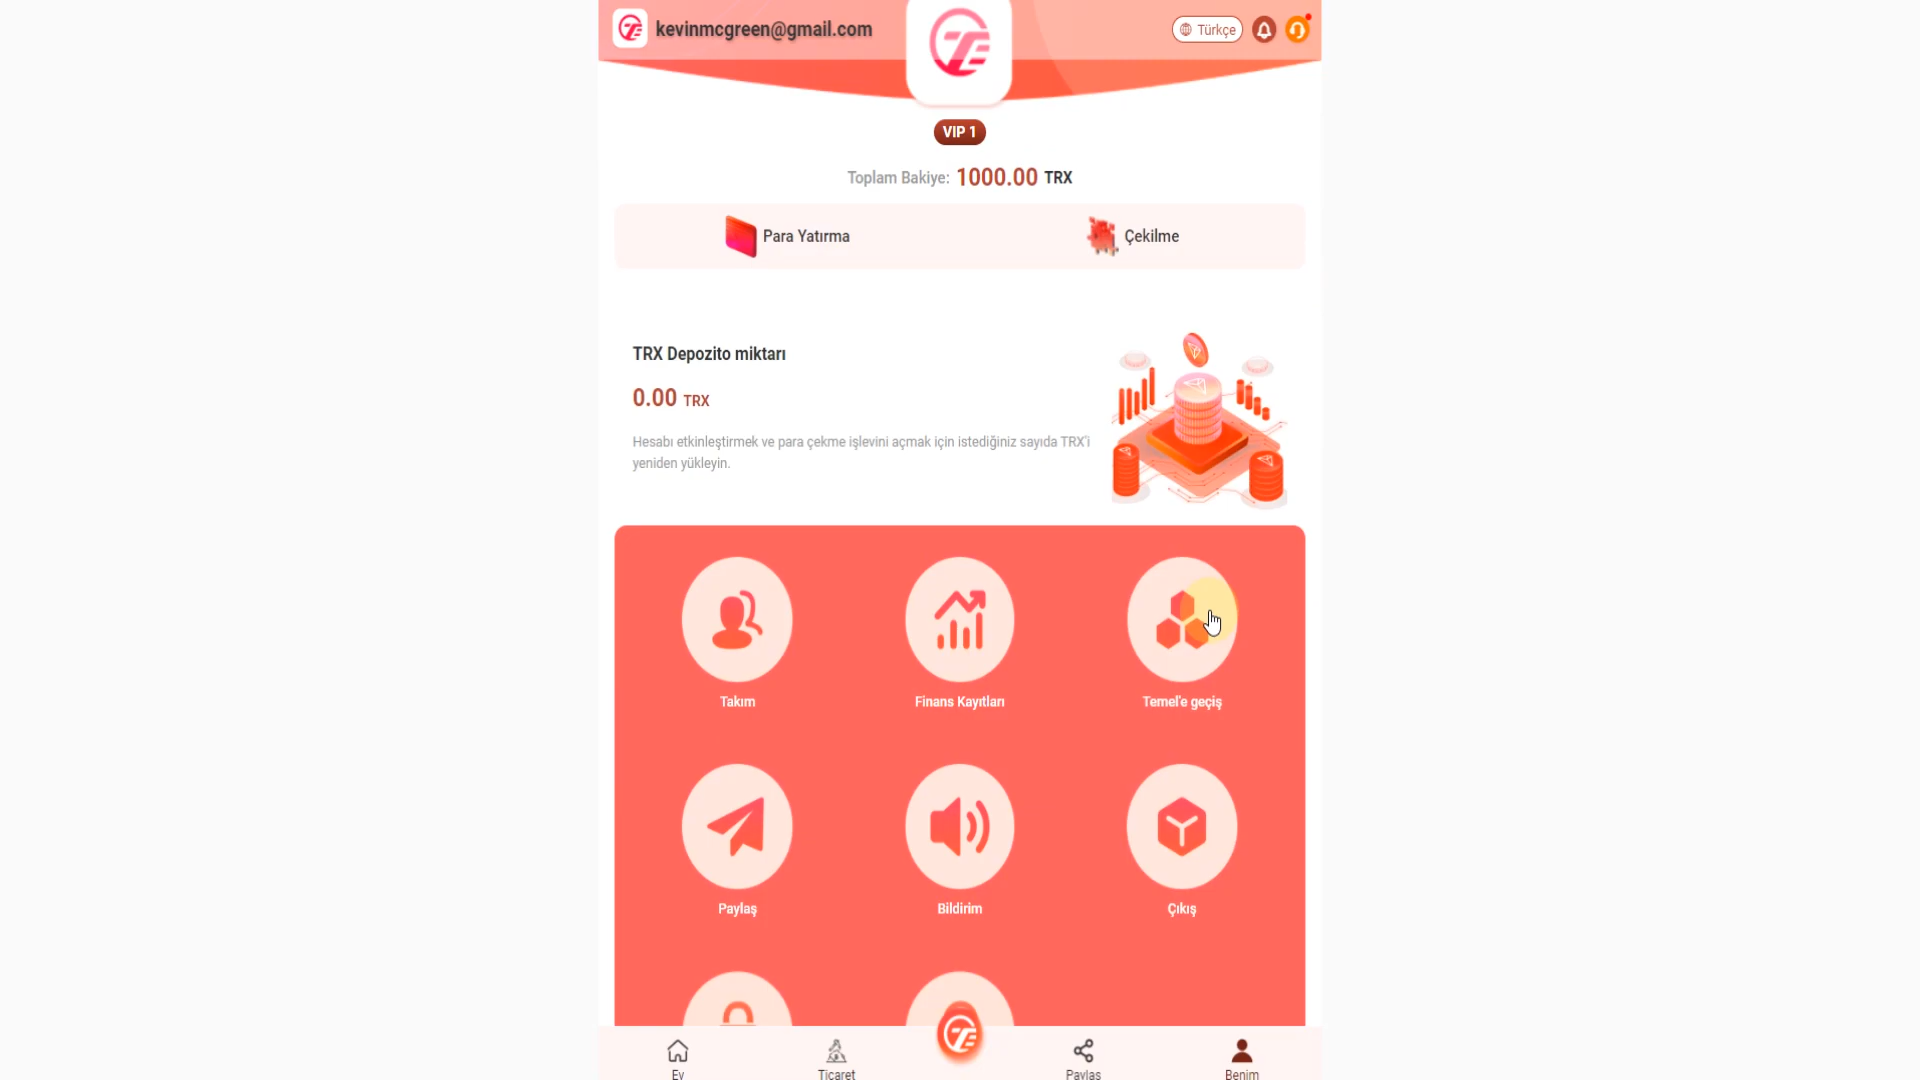 kevinmcgreen@gmail.com
Türkçe
VIP 1
Toplam Bakiye: 1000.00 TRX
Para Yatırma
Çekilme
TRX Depozito miktarı
0.00 TRX
Hesabı etkinleştirmek ve para çekme işlevini açmak için istediğiniz sayıda TRX'i
yeniden yükleyin.
Takım
Finans Kayıtları
Temel'e geçiş
Paylaş
Bildirim
Çıkış
Ev
Ticaret
Paylaş
Benim